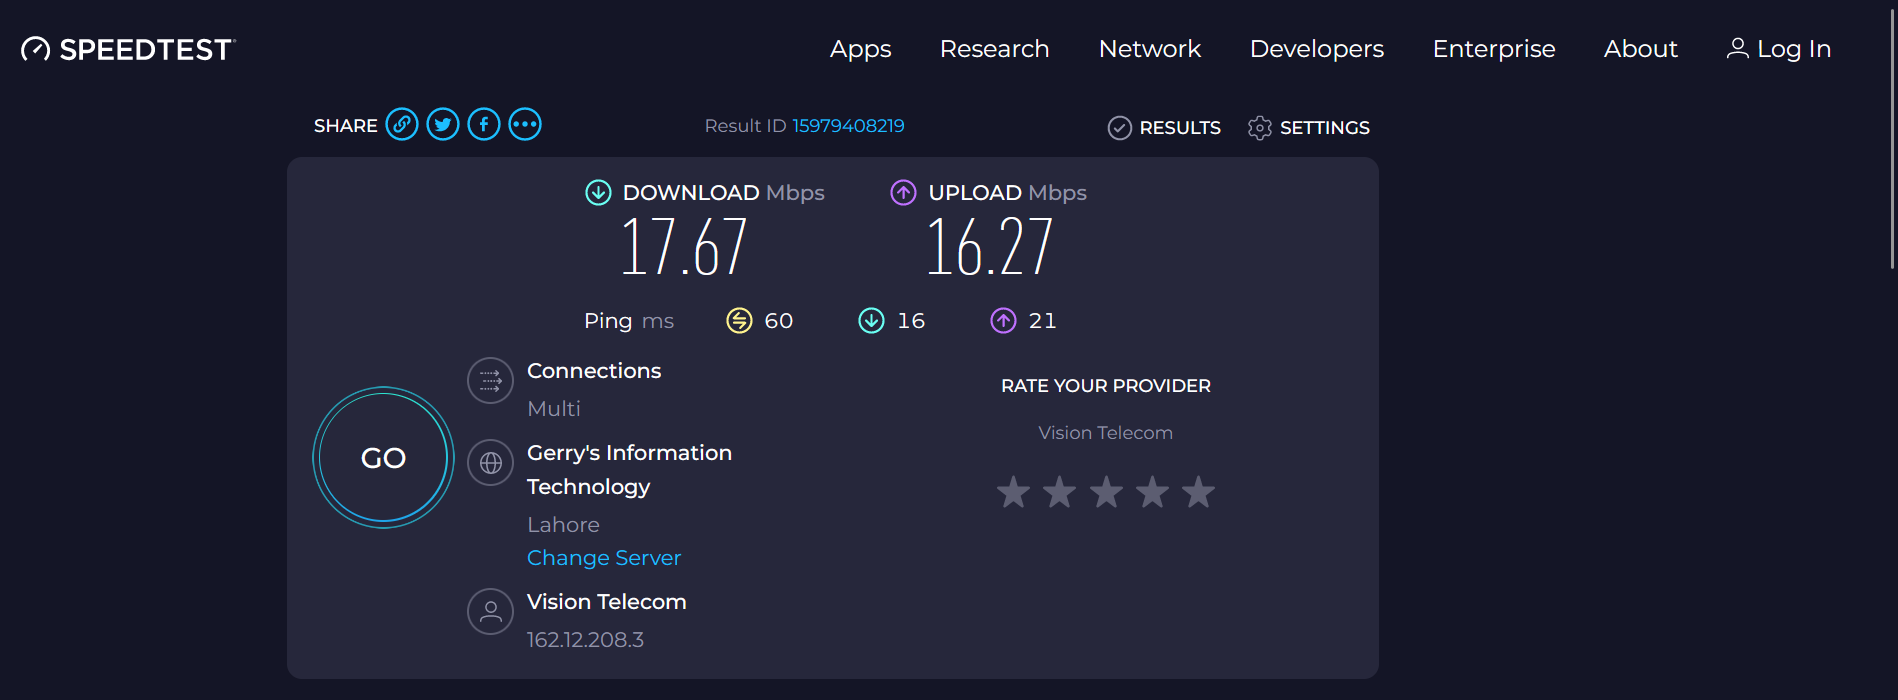 SPEEDTEST
Apps Research Network Developers Enterprise About Log In
SHARE
Result ID 15979408219
RESULTS SETTINGS
DOWNLOAD Mbps
17.67
UPLOAD Mbps
16.27
Ping ms 60 16 21
GO
Connections
Multi
Gerry's Information
Technology
Lahore
Change Server
Vision Telecom
162.12.208.3
RATE YOUR PROVIDER
Vision Telecom